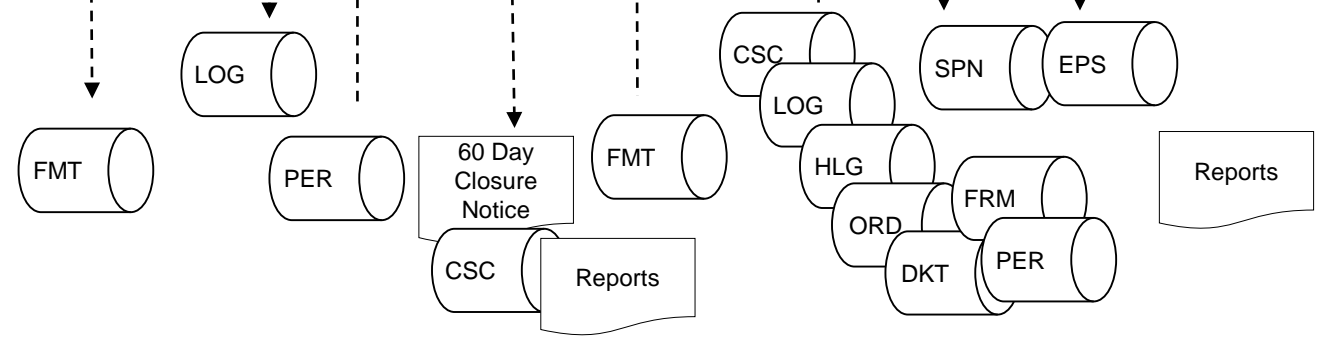 LOG
FMT
PER
60 Day
Closure
Notice
CSC
Reports
FMT
CSC
LOG
HLG
ORD
DKT
FRM
PER
SPN
EPS
Reports